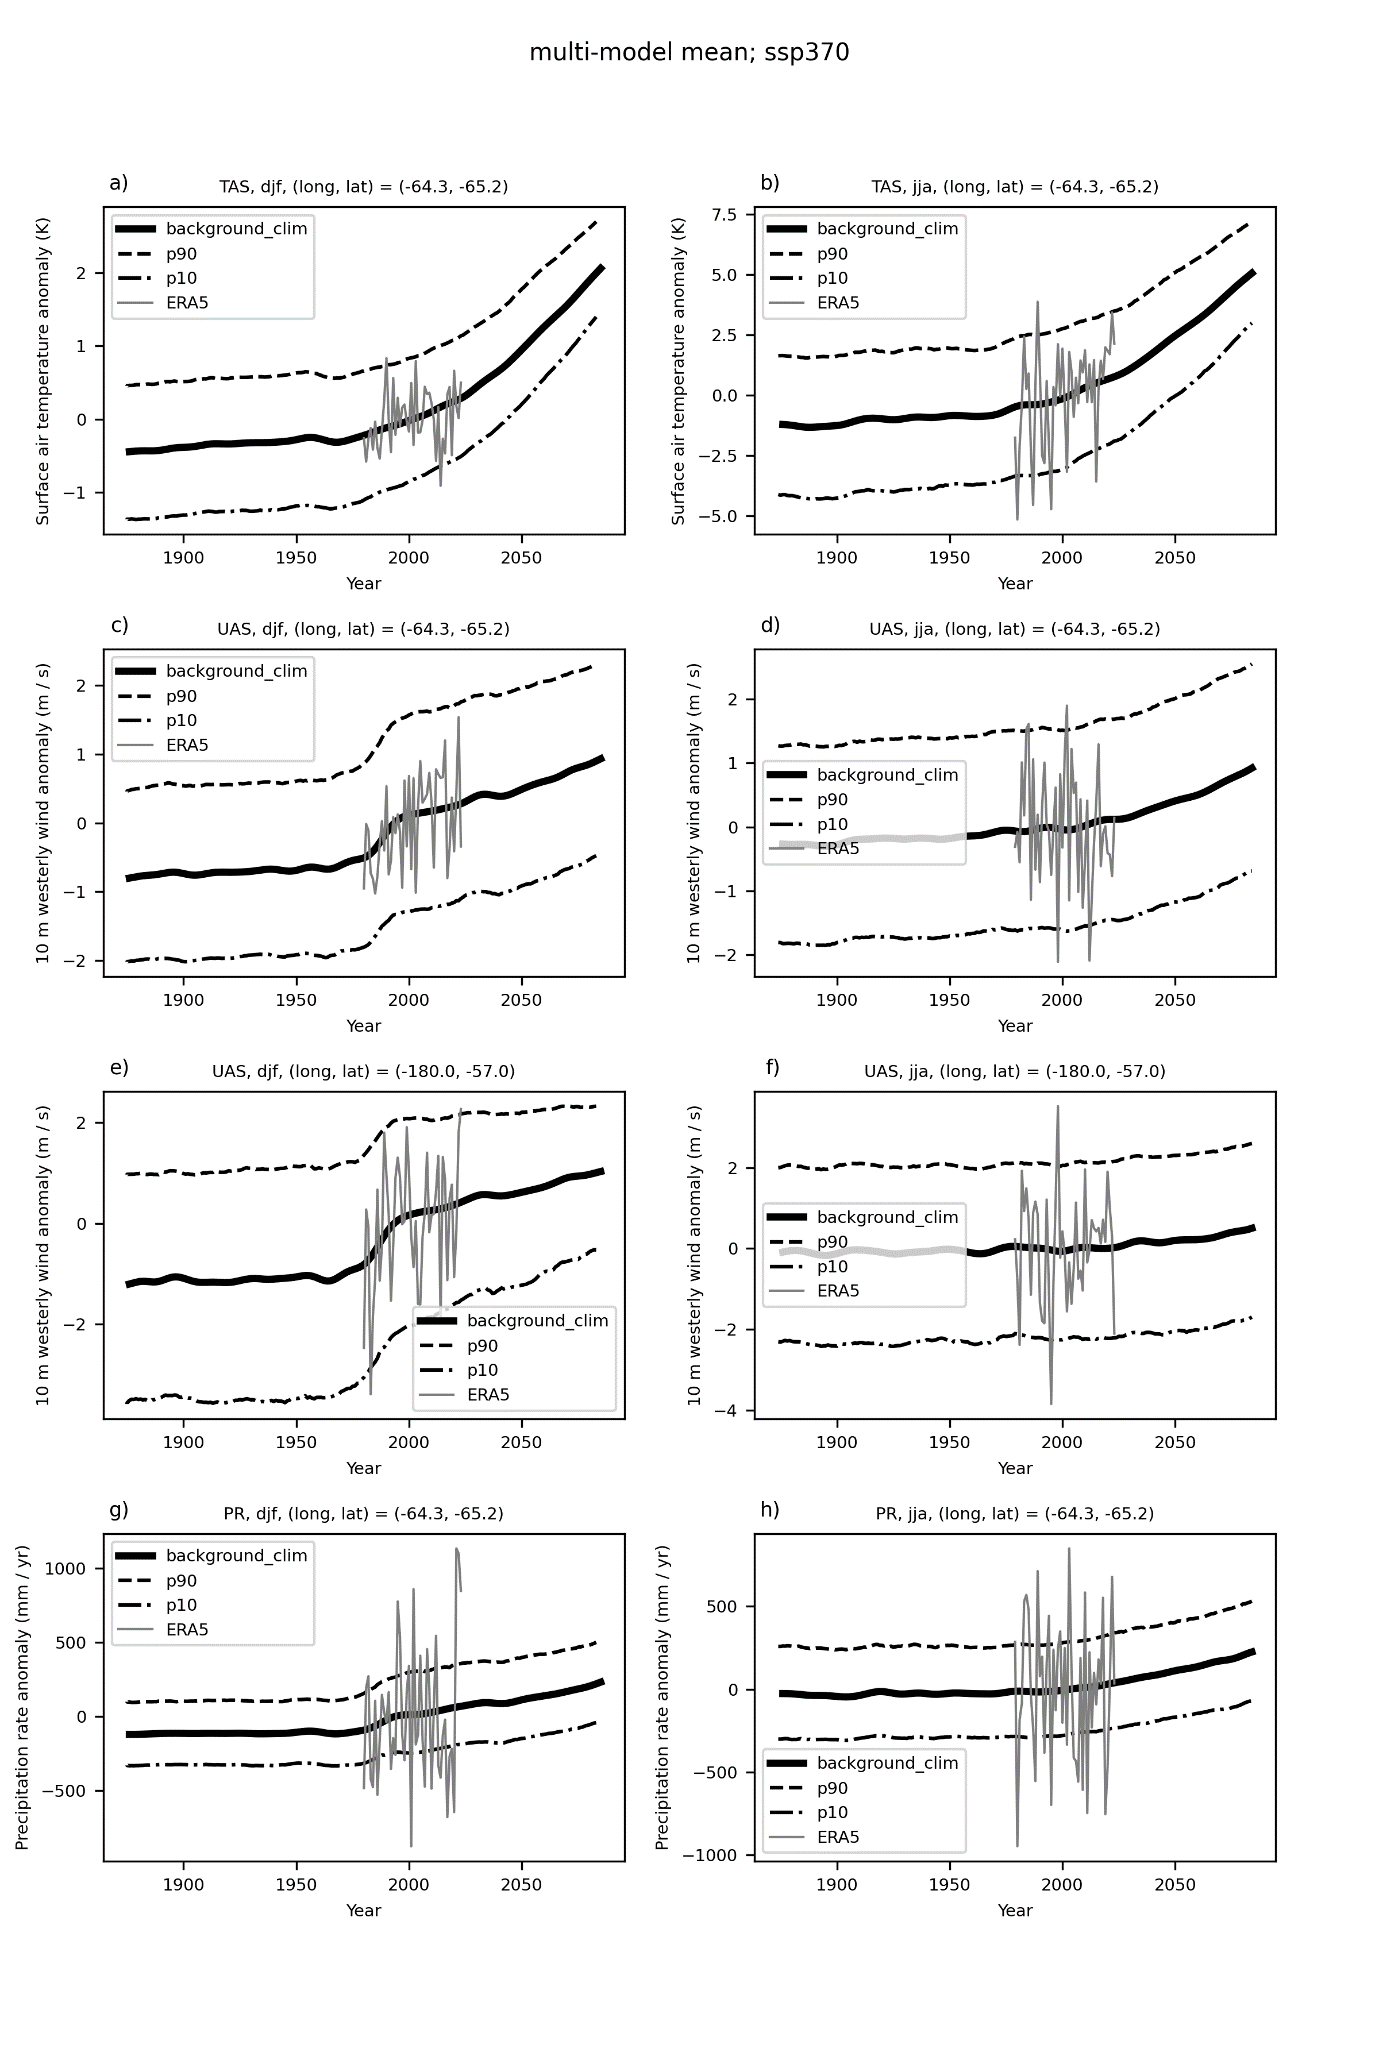 multi-model mean; ssp370
a)
TAS, djf, (long, lat) = (-64.3, -65.2)
Surface air temperature anomaly (K)
2
1
0
−1
background_clim
p90
p10
ERA5
1900 1950 2000 2050
Year
b)
TAS, jja, (long, lat) = (-64.3, -65.2)
Surface air temperature anomaly (K)
7.5
5.0
2.5
0.0
−2.5
−5.0
background_clim
p90
p10
ERA5
1900 1950 2000 2050
Year
c)
UAS, djf, (long, lat) = (-64.3, -65.2)
10 m westerly wind anomaly (m / s)
2
1
0
−1
−2
background_clim
p90
p10
ERA5
1900 1950 2000 2050
Year
d)
UAS, jja, (long, lat) = (-64.3, -65.2)
10 m westerly wind anomaly (m / s)
2
1
0
−1
−2
background_clim
p90
p10
ERA5
1900 1950 2000 2050
Year
e)
UAS, djf, (long, lat) = (-180.0, -57.0)
10 m westerly wind anomaly (m / s)
2
0
−2
background_clim
p90
p10
ERA5
1900 1950 2000 2050
Year
f)
UAS, jja, (long, lat) = (-180.0, -57.0)
10 m westerly wind anomaly (m / s)
2
0
−2
−4
background_clim
p90
p10
ERA5
1900 1950 2000 2050
Year
g)
PR, djf, (long, lat) = (-64.3, -65.2)
Precipitation rate anomaly (mm / yr)
1000
500
0
−500
background_clim
p90
p10
ERA5
1900 1950 2000 2050
Year
h)
PR, jja, (long, lat) = (-64.3, -65.2)
Precipitation rate anomaly (mm / yr)
500
0
−500
−1000
background_clim
p90
p10
ERA5
1900 1950 2000 2050
Year